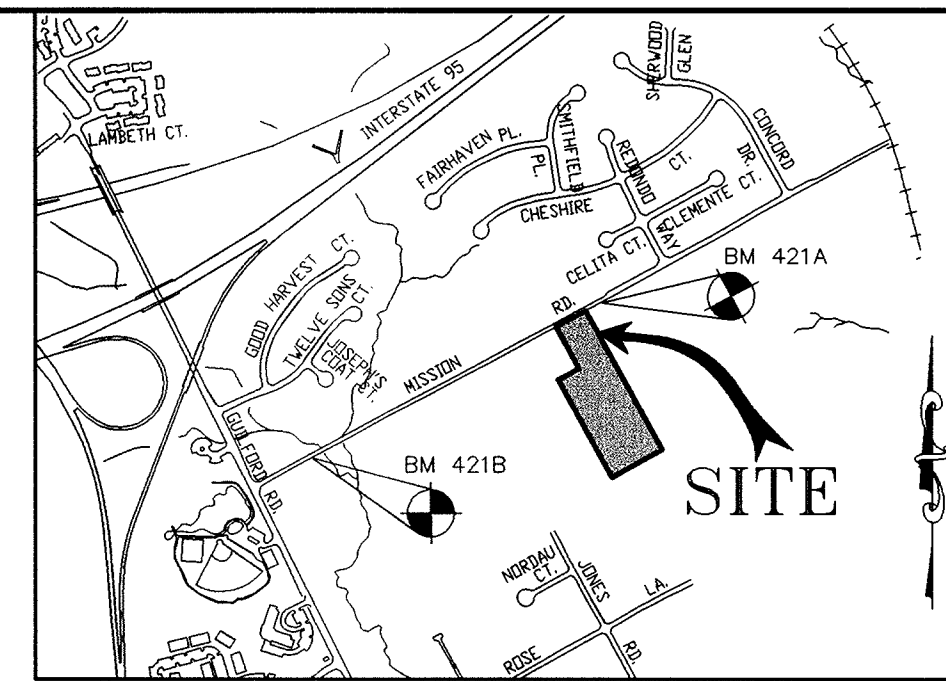 LAMBETH CT.
INTERSTATE 95
SHERWOOD
GLEN
FAIRHAVEN PL.
SMITHFIELD
PL.
REDONDO
CT.
CONCORD
DR.
CHESHIRE
CLEMENTE CT.
WAY
CELITA CT.
BM 421A
GOOD HARVEST CT.
TWELVE SONS
CT.
JOSEPH'S
COAT ST.
MISSION
RD.
GUILFORD
RD.
BM 421B
SITE
NORDAU
CT.
JONES
RD.
ROSE
LA.